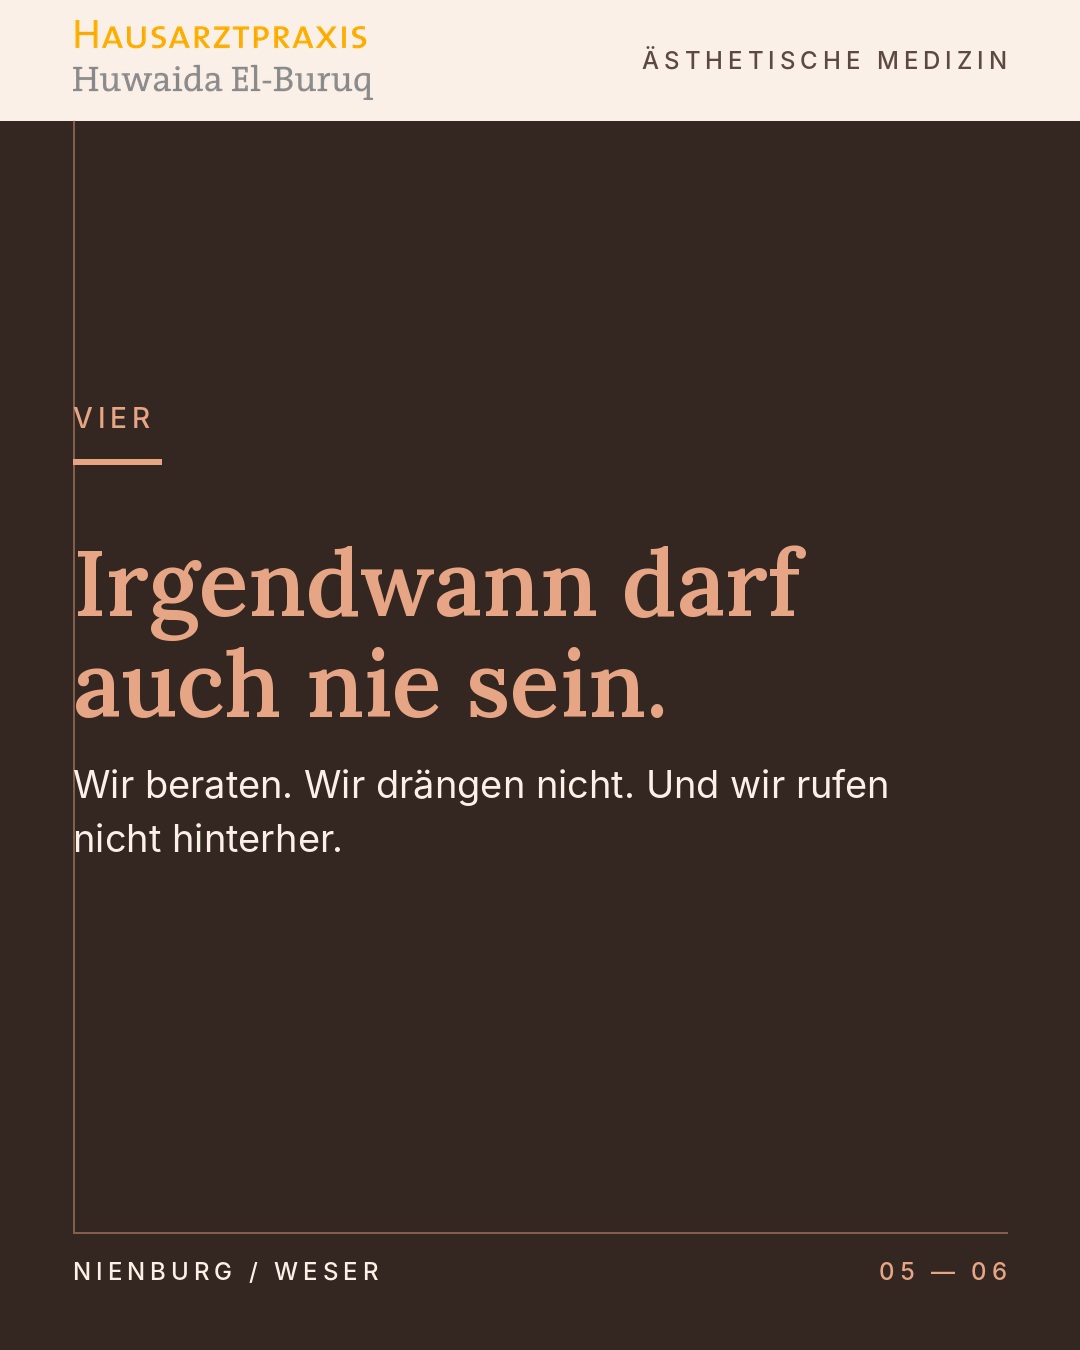 HAUSARZTPRAXIS
Huwaida El-Buruq
ÄSTHETISCHE MEDIZIN
VIER
Irgendwann darf
auch nie sein.
Wir beraten. Wir drängen nicht. Und wir rufen
nicht hinterher.
NIENBURG / WESER
05 — 06